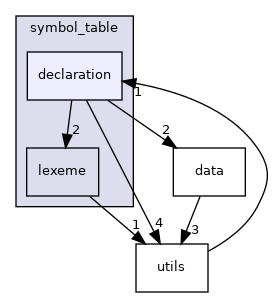 symbol_table
declaration
1
2
2
lexeme
data
1
4
3
utils